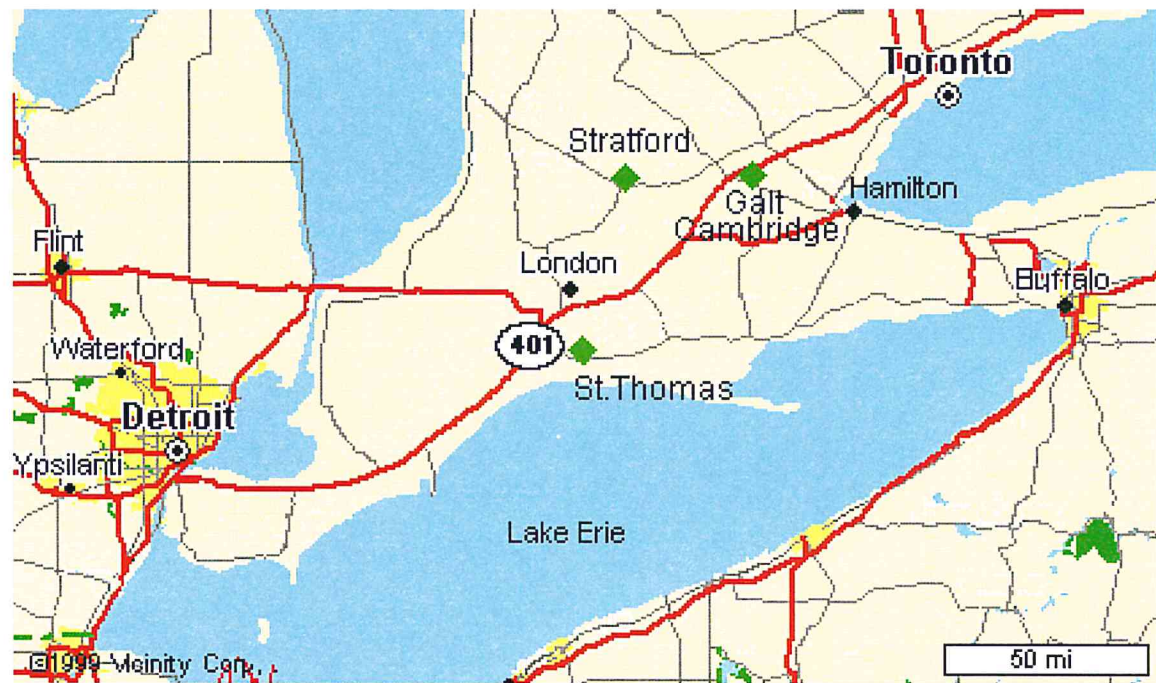 Toronto
Stratford
Galt
Cambridge
Hamilton
Flint
London
Buffalo
401
Waterford
St.Thomas
Detroit
Ypsilanti
Lake Erie
©1999 Vicinity Corp.
50 mi